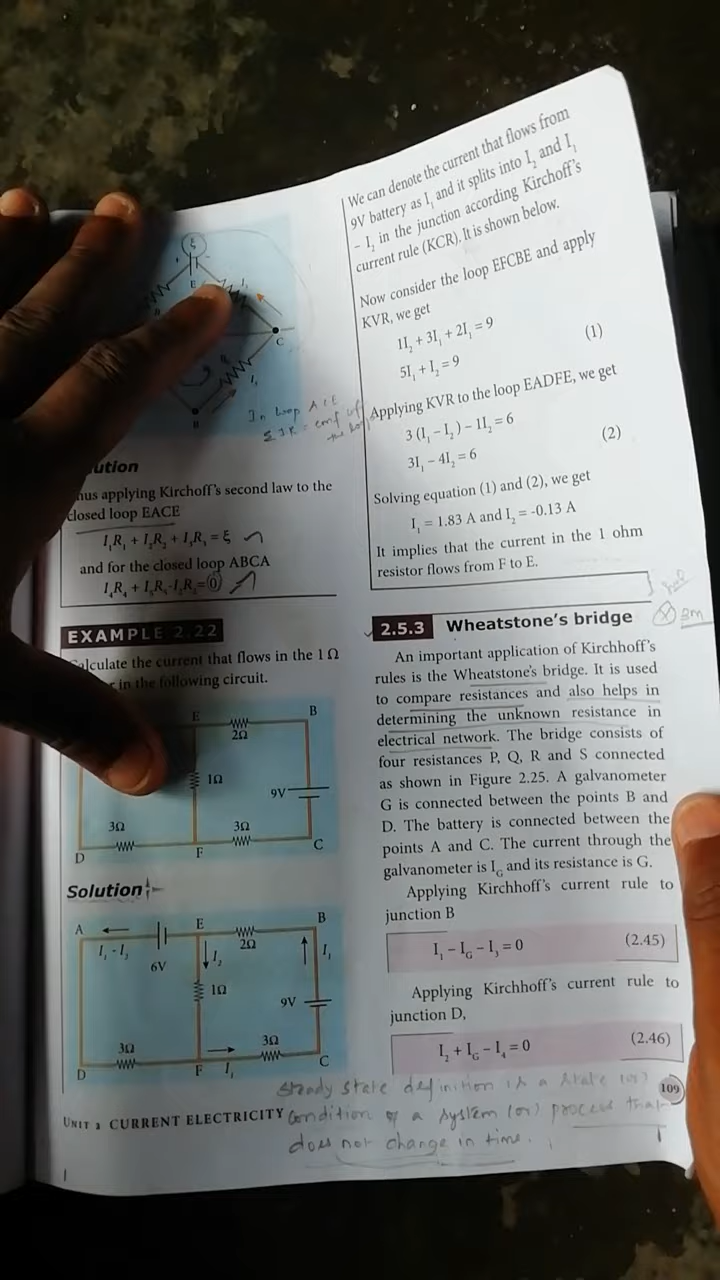 E
C
B
In loop ACE
Σ IR = emf of
the loop
ution
hus applying Kirchoff's second law to the
closed loop EACE
I₁R₁ + I₂R₂ + I₃R₃ = ξ
and for the closed loop ABCA
EXAMPLE 2.22
alculate the current that flows in the 1 Ω
in the following circuit.
E
B
2Ω
1Ω
9V
3Ω
3Ω
D
F
C
Solution
A
E
B
2Ω
6V
I₂
I₁
1Ω
9V
3Ω
3Ω
D
F
I₁
C
UNIT 2 CURRENT ELECTRICITY
We can denote the current that flows from
9V battery as I₁ and it splits into I₂ and I₁
- I₂ in the junction according Kirchoff's
current rule (KCR). It is shown below.
Now consider the loop EFCBE and apply
KVR, we get
1I₂ + 3I₁ + 2I₁ = 9
5I₁ + I₂ = 9 (1)
Applying KVR to the loop EADFE, we get
3 (I₁ – I₂) – 1I₂ = 6
3I₁ – 4I₂ = 6 (2)
Solving equation (1) and (2), we get
I₁ = 1.83 A and I₂ = -0.13 A
It implies that the current in the 1 ohm
resistor flows from F to E.
3m
2.5.3 Wheatstone's bridge
An important application of Kirchhoff's
rules is the Wheatstone's bridge. It is used
to compare resistances and also helps in
determining the unknown resistance in
electrical network. The bridge consists of
four resistances P, Q, R and S connected
as shown in Figure 2.25. A galvanometer
G is connected between the points B and
D. The battery is connected between the
points A and C. The current through the
galvanometer is I_G and its resistance is G.
Applying Kirchhoff's current rule to
junction B
I₁ – I_G – I₃ = 0 (2.45)
Applying Kirchhoff's current rule to
junction D,
I₂ + I_G – I₄ = 0 (2.46)
109
Steady state definition is a state (or)
condition of a system (or) process that
does not change in time.